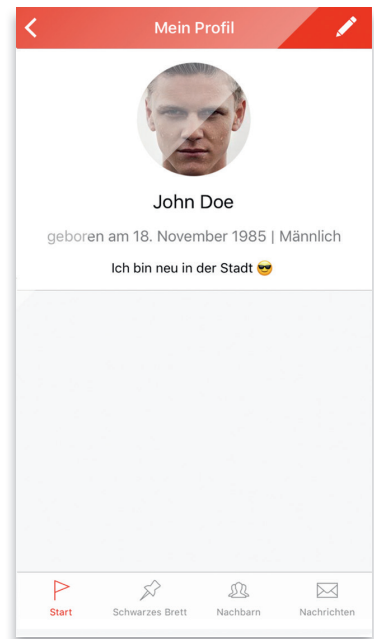 Mein Profil
John Doe
geboren am 18. November 1985 | Männlich
Ich bin neu in der Stadt 😎
Start
Schwarzes Brett
Nachbarn
Nachrichten